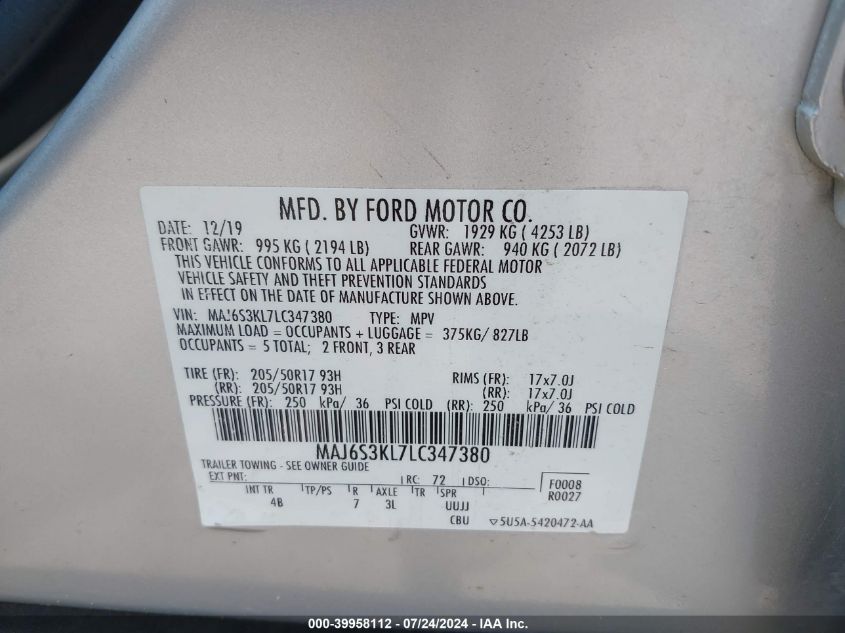 MFD. BY FORD MOTOR CO.
DATE: 12/19 GVWR: 1929 KG ( 4253 LB)
FRONT GAWR: 995 KG ( 2194 LB) REAR GAWR: 940 KG ( 2072 LB)
THIS VEHICLE CONFORMS TO ALL APPLICABLE FEDERAL MOTOR
VEHICLE SAFETY AND THEFT PREVENTION STANDARDS
IN EFFECT ON THE DATE OF MANUFACTURE SHOWN ABOVE.
VIN: MAJ6S3KL7LC347380 TYPE: MPV
MAXIMUM LOAD = OCCUPANTS + LUGGAGE = 375KG/ 827LB
OCCUPANTS = 5 TOTAL; 2 FRONT, 3 REAR
TIRE (FR): 205/50R17 93H RIMS (FR): 17x7.0J
(RR): 205/50R17 93H (RR): 17x7.0J
PRESSURE (FR): 250 kPa/ 36 PSI COLD (RR): 250 kPa/ 36 PSI COLD
MAJ6S3KL7LC347380
TRAILER TOWING - SEE OWNER GUIDE
EXT PNT: RC: 72 DSO: F0008
R0027
INT TR TP/PS R AXLE TR SPR
4B 7 3L UUJJ
CBU 5U5A-5420472-AA
000-39958112 - 07/24/2024 - IAA Inc.